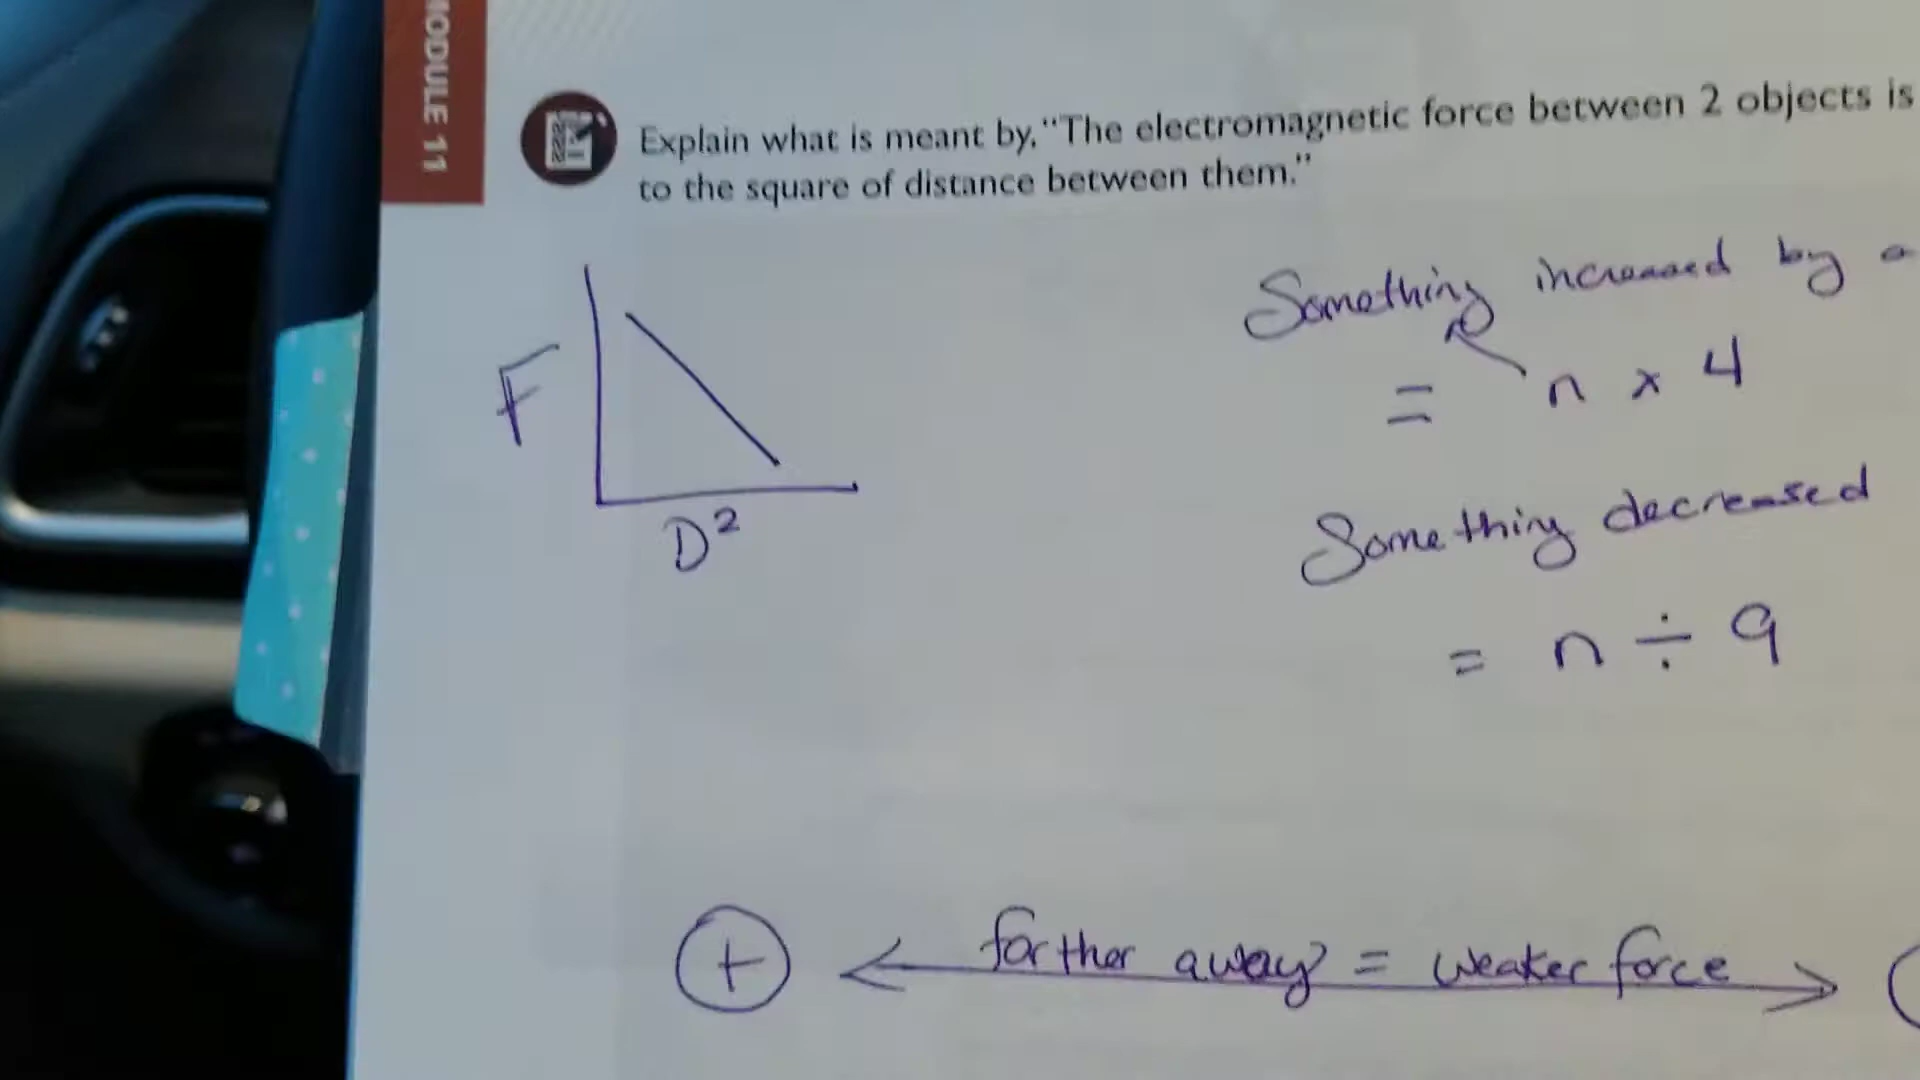 MODULE 11
Explain what is meant by, "The electromagnetic force between 2 objects is
to the square of distance between them."
Something increased by a
= n x 4
F
D²
Something decreased
= n ÷ 9
+
farther away = weaker force